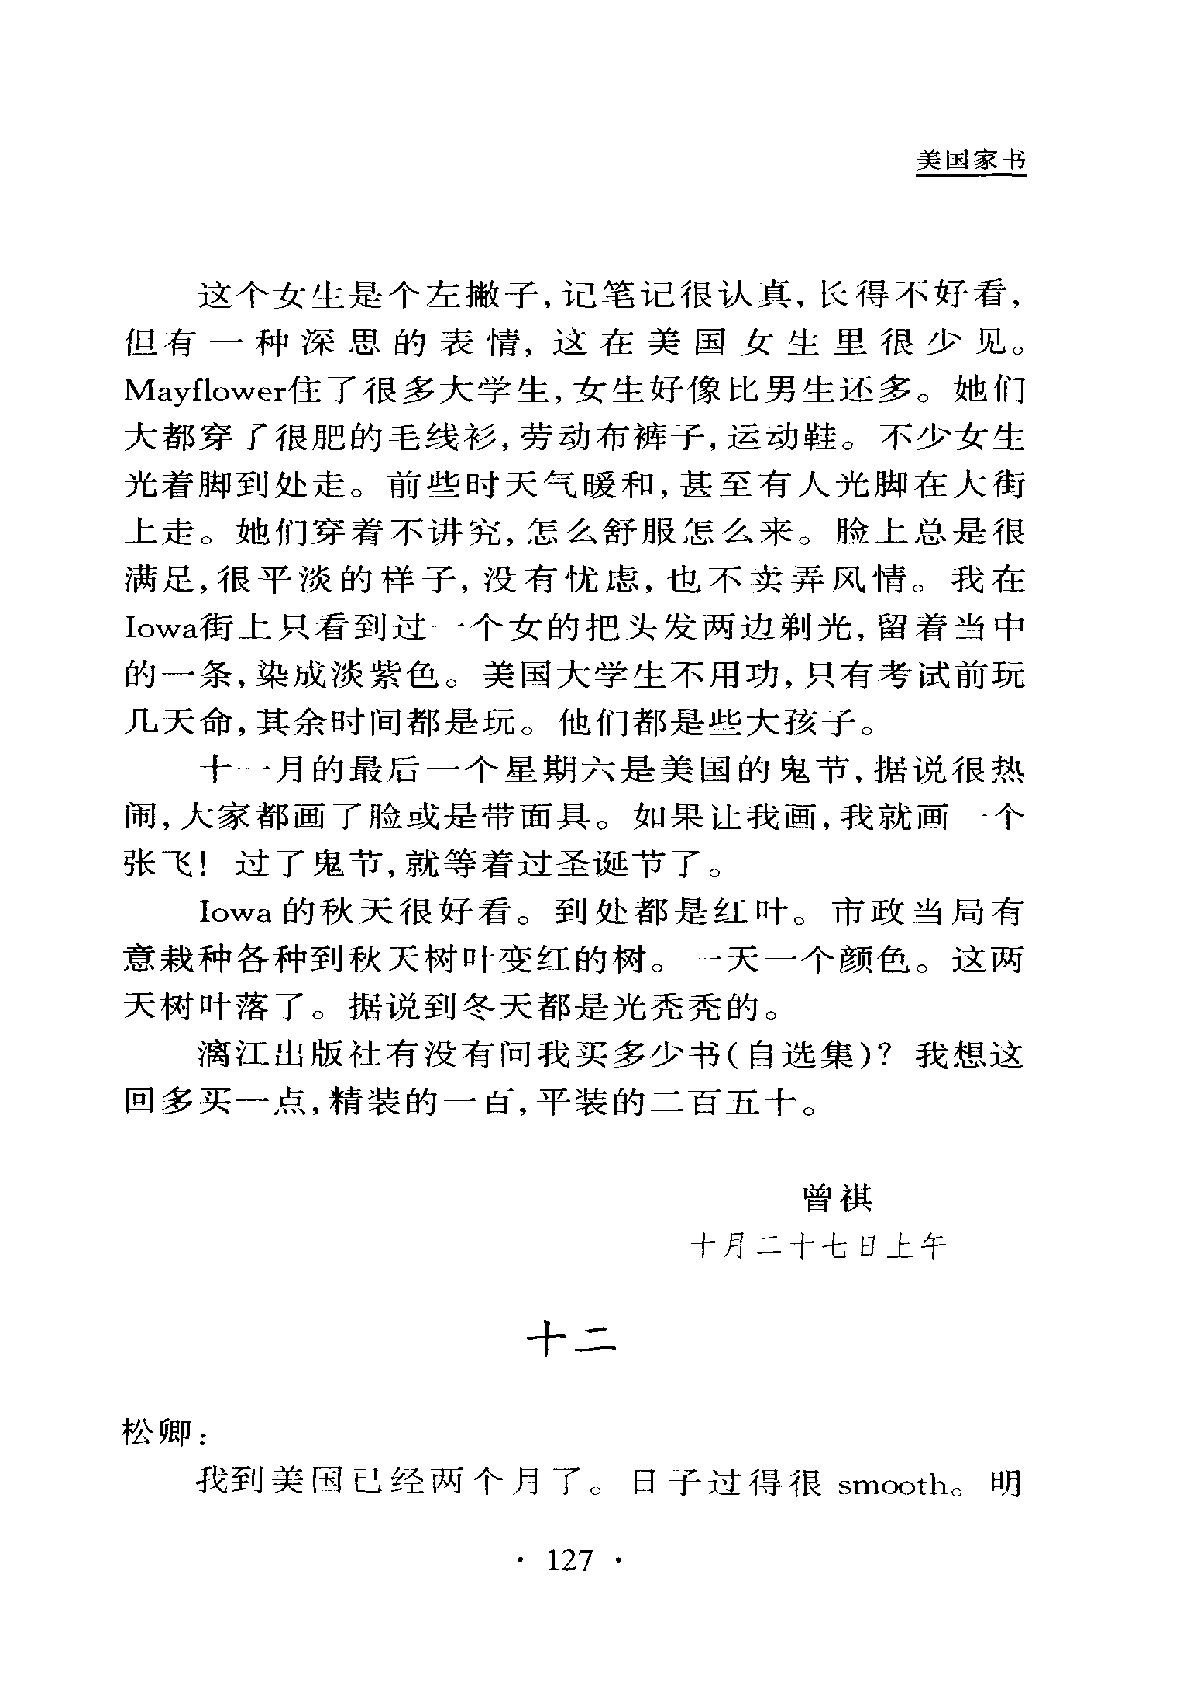 美国家书
这个女生是个左撇子,记笔记很认真,长得不好看,
但有一种深思的表情,这在美国女生里很少见。
Mayflower住了很多大学生,女生好像比男生还多。她们
大都穿了很肥的毛线衫,劳动布裤子,运动鞋。不少女生
光着脚到处走。前些时天气暖和,甚至有人光脚在大街
上走。她们穿着不讲究,怎么舒服怎么来。脸上总是很
满足,很平淡的样子,没有忧虑,也不卖弄风情。我在
Iowa街上只看到过一个女的把头发两边剃光,留着当中
的一条,染成淡紫色。美国大学生不用功,只有考试前玩
几天命,其余时间都是玩。他们都是些大孩子。
十一月的最后一个星期六是美国的鬼节,据说很热
闹,大家都画了脸或是带面具。如果让我画,我就画一个
张飞!过了鬼节,就等着过圣诞节了。
Iowa 的秋天很好看。到处都是红叶。市政当局有
意栽种各种到秋天树叶变红的树。一天一个颜色。这两
天树叶落了。据说到冬天都是光秃秃的。
漓江出版社有没有问我买多少书(自选集)?我想这
回多买一点,精装的一百,平装的二百五十。
曾祺
十月二十七日上午
十二
松卿:
我到美国已经两个月了。日子过得很 smooth。明
· 127 ·